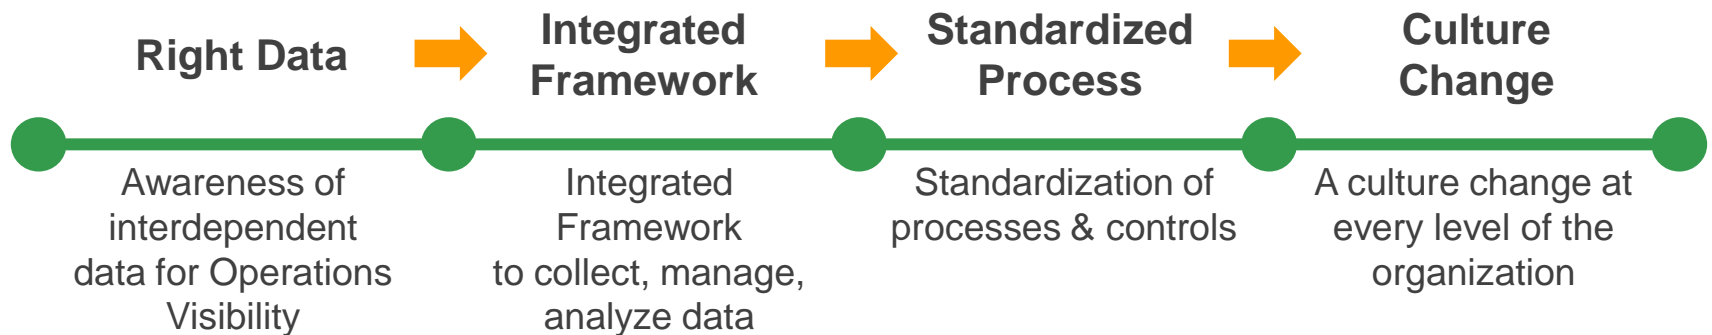 Right Data
Integrated
Framework
Standardized
Process
Culture
Change
Awareness of
interdependent
data for Operations
Visibility
Integrated
Framework
to collect, manage,
analyze data
Standardization of
processes & controls
A culture change at
every level of the
organization